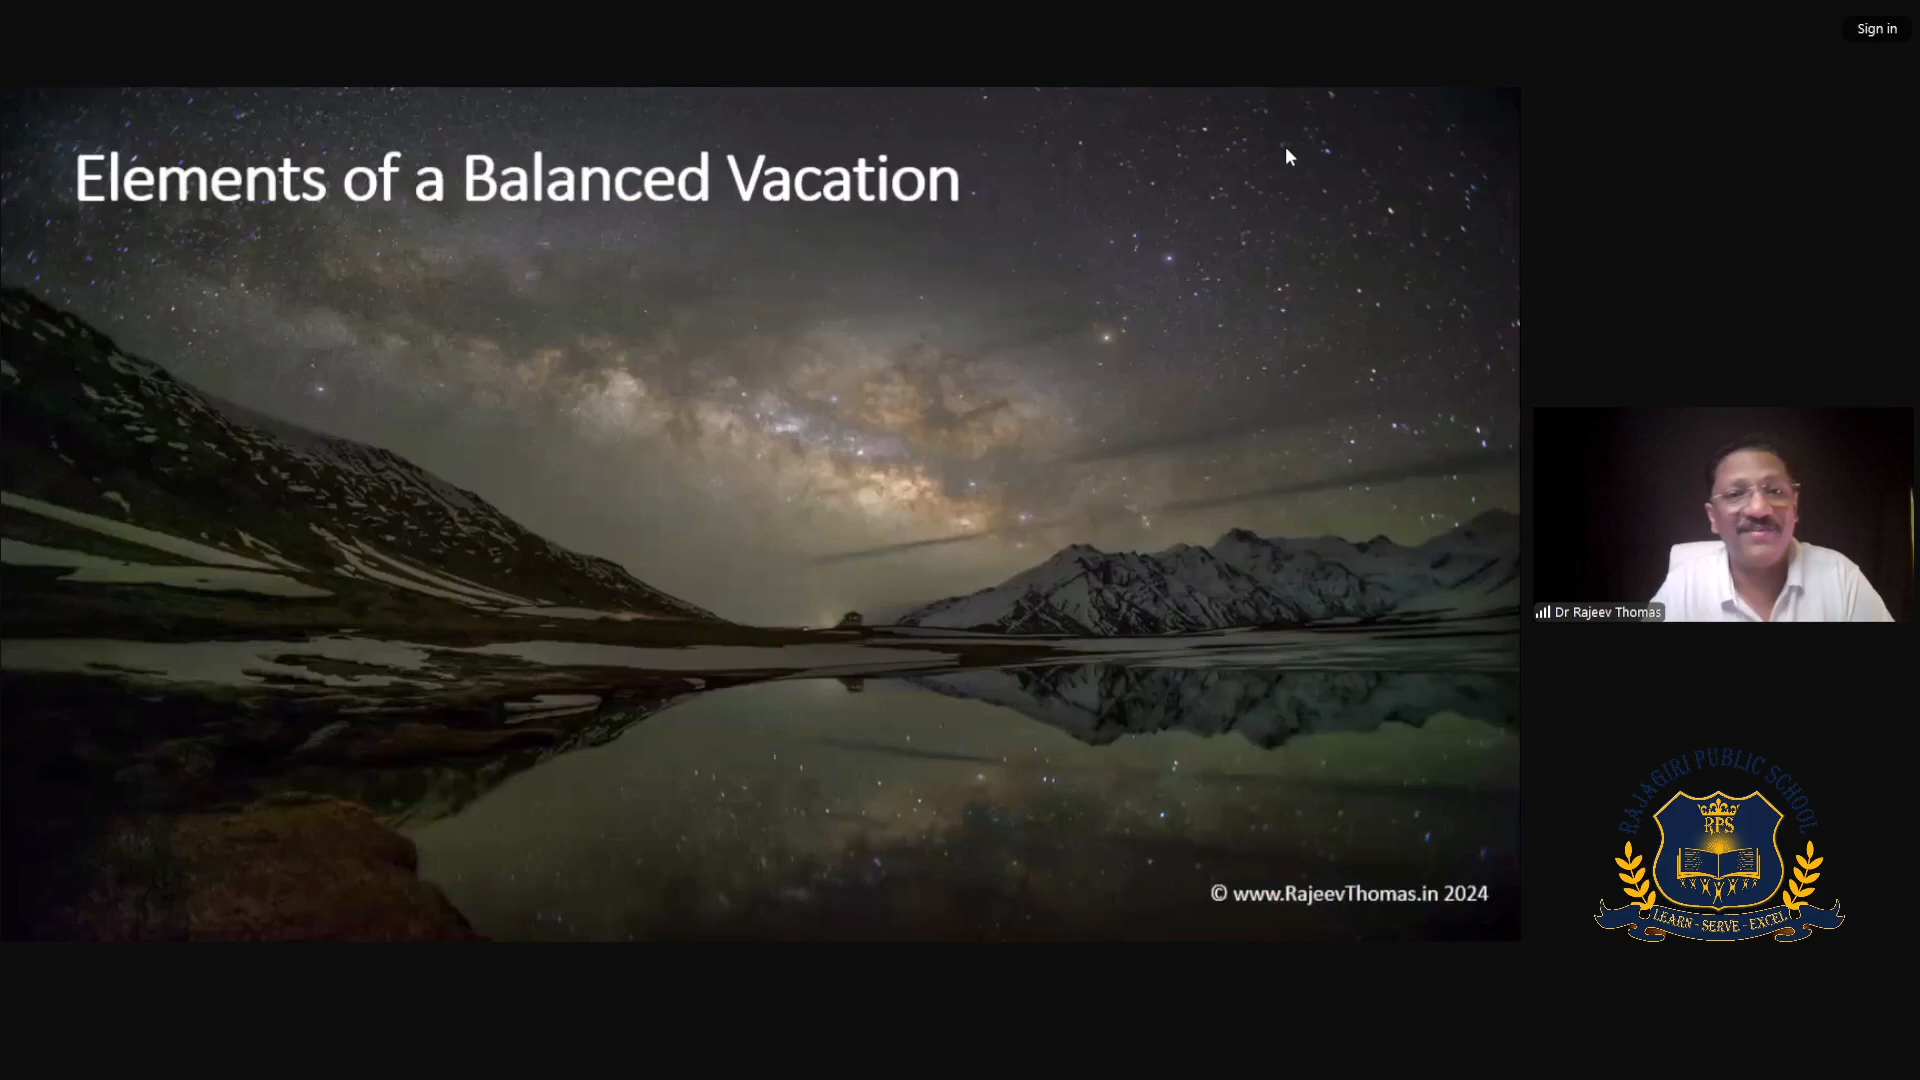 Sign in
Elements of a Balanced Vacation
Dr Rajeev Thomas
RAJAGIRI PUBLIC SCHOOL
RPS
LEARN - SERVE - EXCEL
© www.RajeevThomas.in 2024